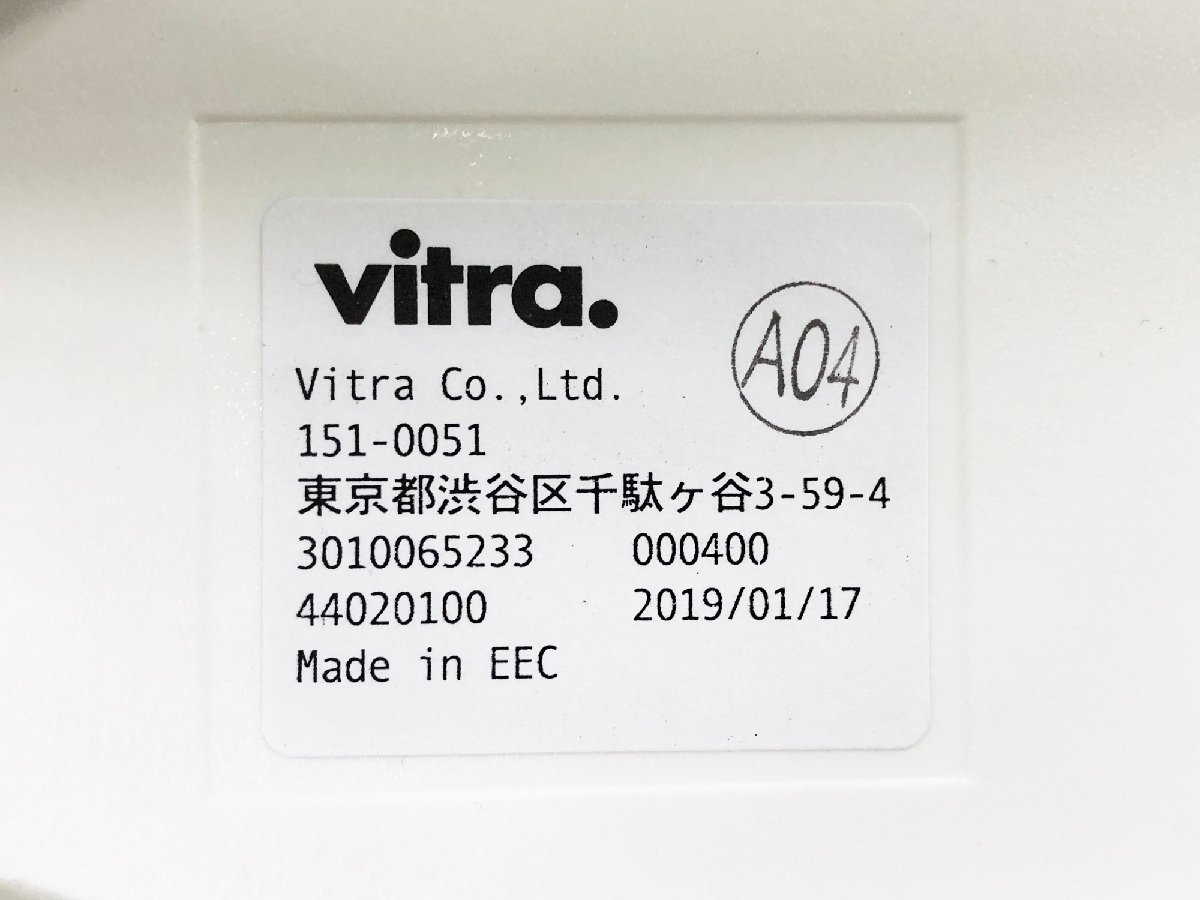 vitra.
A04
Vitra Co.,Ltd.
151-0051
東京都渋谷区千駄ヶ谷3-59-4
3010065233 000400
44020100 2019/01/17
Made in EEC